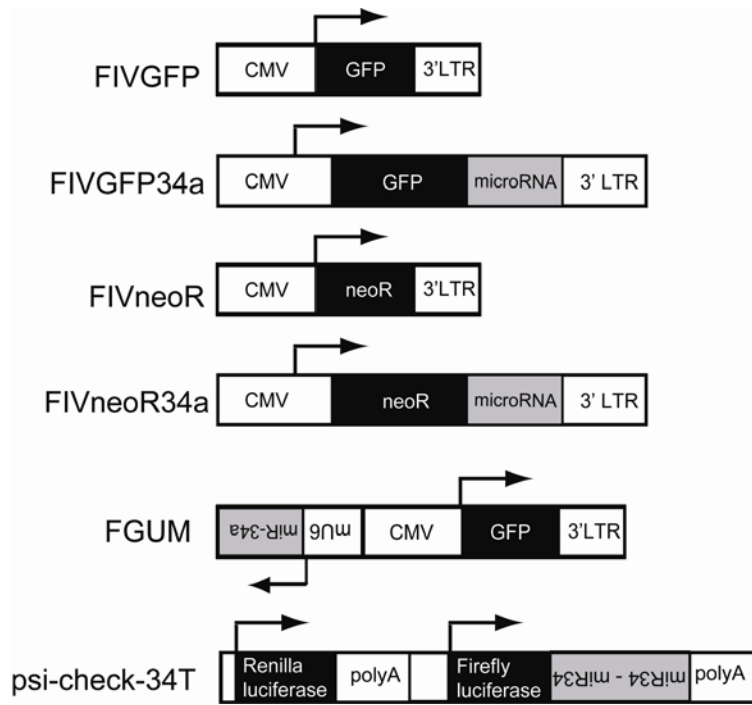 FIVGFP CMV GFP 3'LTR
FIVGFP34a CMV GFP microRNA 3' LTR
FIVneoR CMV neoR 3'LTR
FIVneoR34a CMV neoR microRNA 3' LTR
FGUM miR-34a mU6 CMV GFP 3'LTR
psi-check-34T Renilla luciferase polyA Firefly luciferase miR34 - miR34 polyA